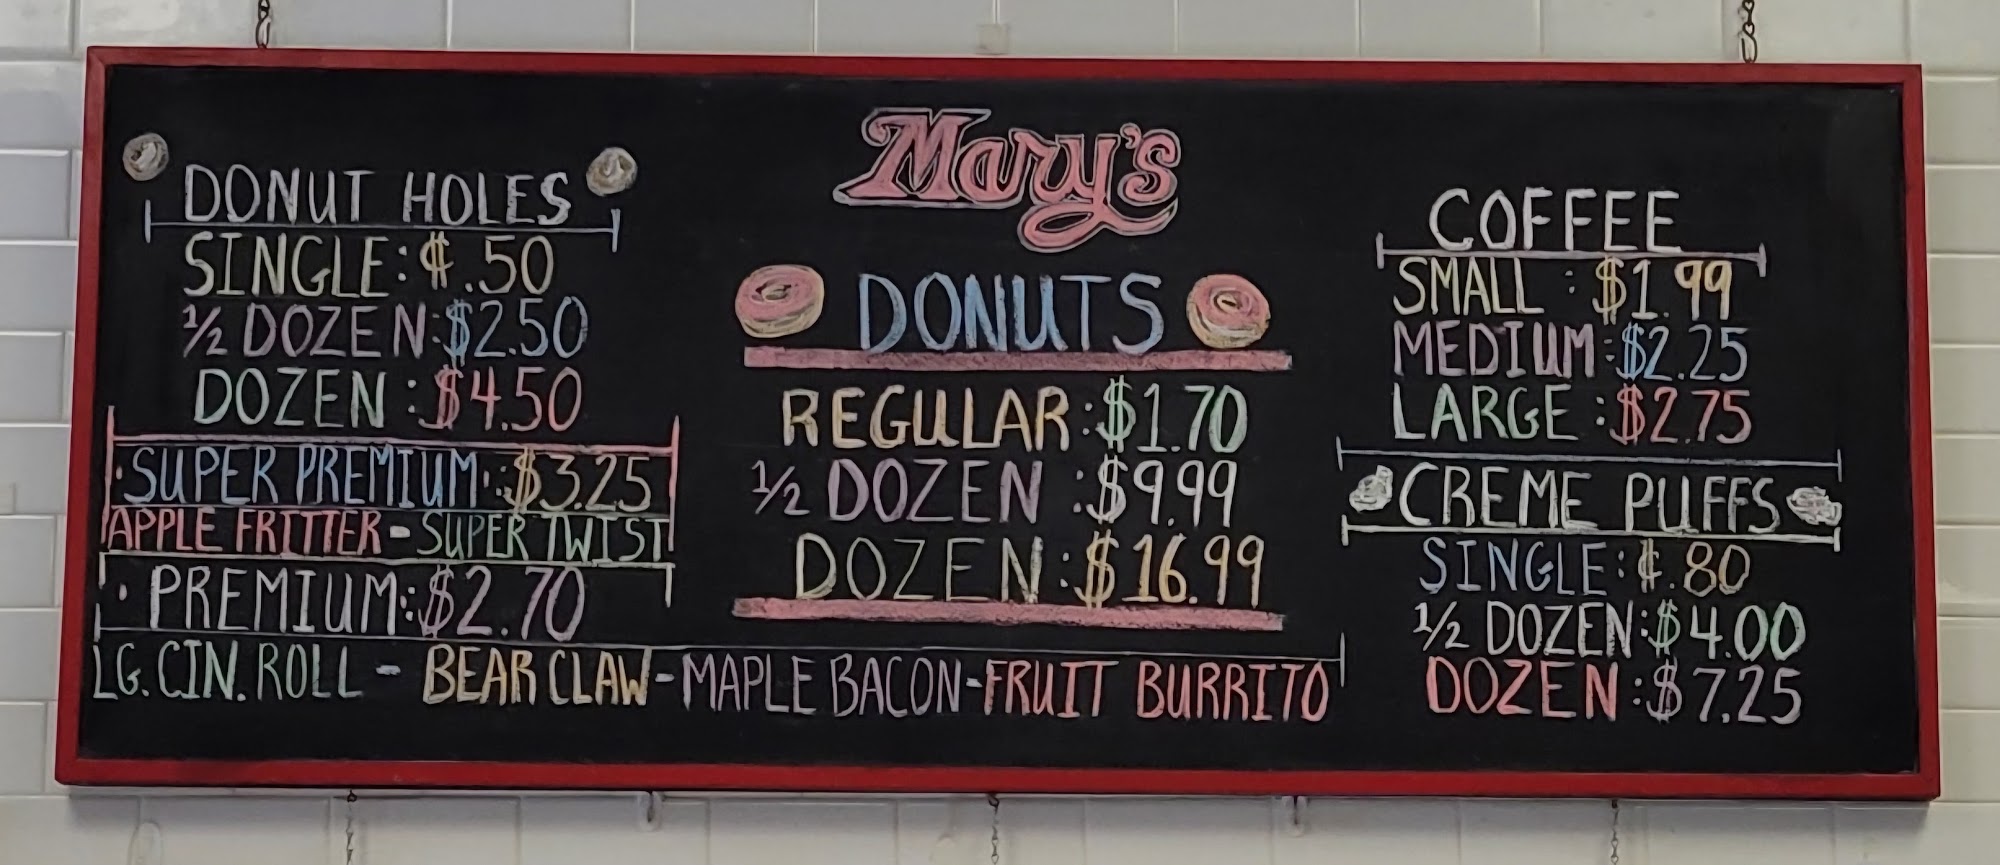 Mary's
DONUT HOLES
SINGLE: ¢.50
½ DOZEN: $2.50
DOZEN: $4.50
·SUPER PREMIUM: $3.25
APPLE FRITTER - SUPER TWIST
· PREMIUM: $2.70
LG. CIN. ROLL - BEAR CLAW - MAPLE BACON - FRUIT BURRITO
DONUTS
REGULAR: $1.70
½ DOZEN: $9.99
DOZEN: $16.99
COFFEE
SMALL: $1.99
MEDIUM: $2.25
LARGE: $2.75
CREME PUFFS
SINGLE: ¢.80
½ DOZEN: $4.00
DOZEN: $7.25